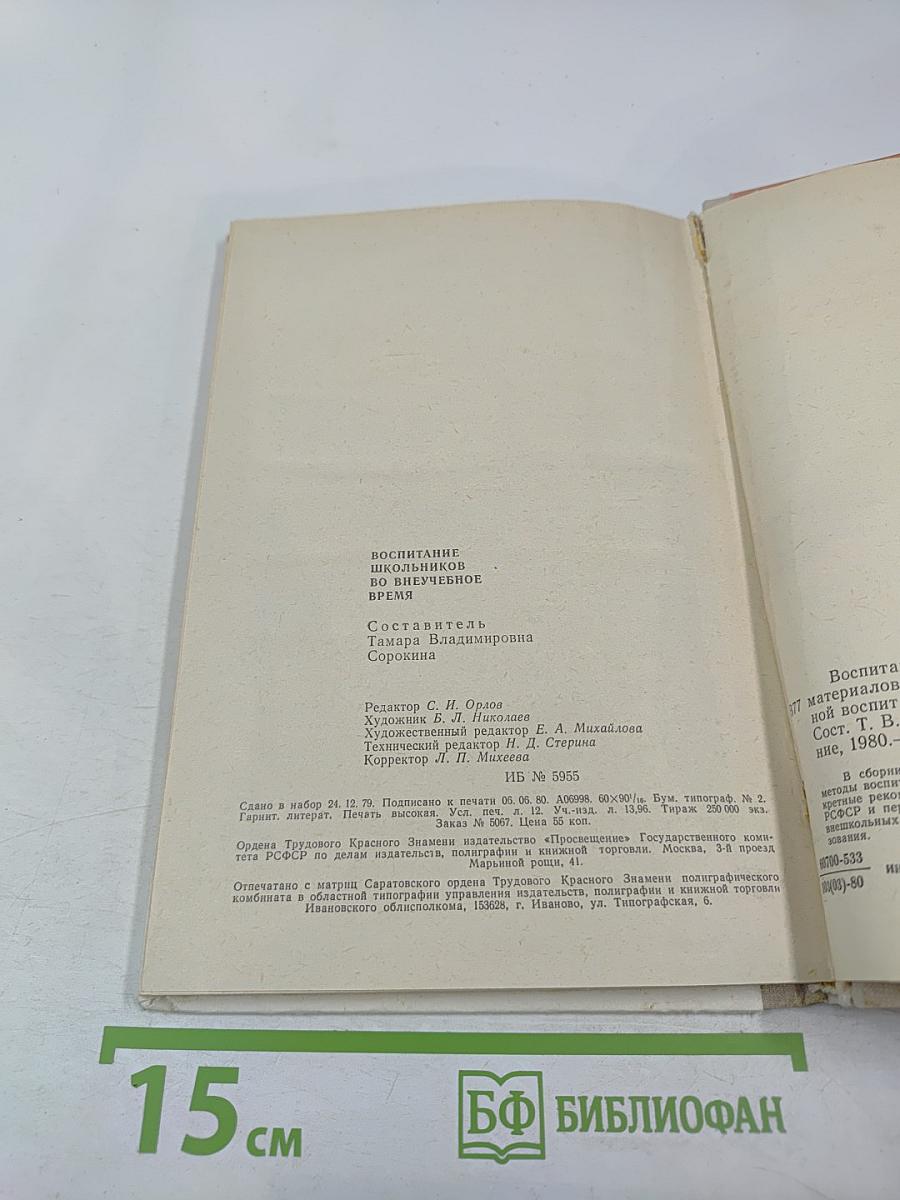 ВОСПИТАНИЕ
ШКОЛЬНИКОВ
ВО ВНЕУЧЕБНОЕ
ВРЕМЯ
Составитель
Тамара Владимировна
Сорокина
Редактор С. И. Орлов
Художник Б. Л. Николаев
Художественный редактор Е. А. Михайлова
Технический редактор Н. Д. Стерина
Корректор Л. П. Михеева
ИБ № 5955
Сдано в набор 24. 12. 79. Подписано к печати 06. 06. 80. А06998. 60×90¹/₁₆. Бум. типограф. № 2.
Гарнит. литерат. Печать высокая. Усл. печ. л. 12. Уч.-изд. л. 13,96. Тираж 250 000 экз.
Заказ № 5067. Цена 55 коп.
Ордена Трудового Красного Знамени издательство «Просвещение» Государственного коми-
тета РСФСР по делам издательств, полиграфии и книжной торговли. Москва, 3-й проезд
Марьиной рощи, 41.
Отпечатано с матриц Саратовского ордена Трудового Красного Знамени полиграфического
комбината в областной типографии управления издательств, полиграфии и книжной торговли
Ивановского облисполкома, 153628, г. Иваново, ул. Типографская, 6.
Воспита
материалов
ной воспит
Сост. Т. В.
ние, 1980.—
В сборни
методы воспит
кретные реко
РСФСР и пер
внешкольных
зования.
60700-533
(03)-80
15 см
БФ БИБЛИОФАН